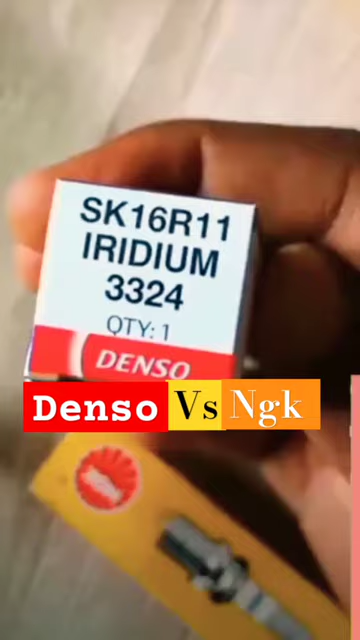 SK16R11
IRIDIUM
3324
QTY: 1
DENSO
Denso Vs Ngk